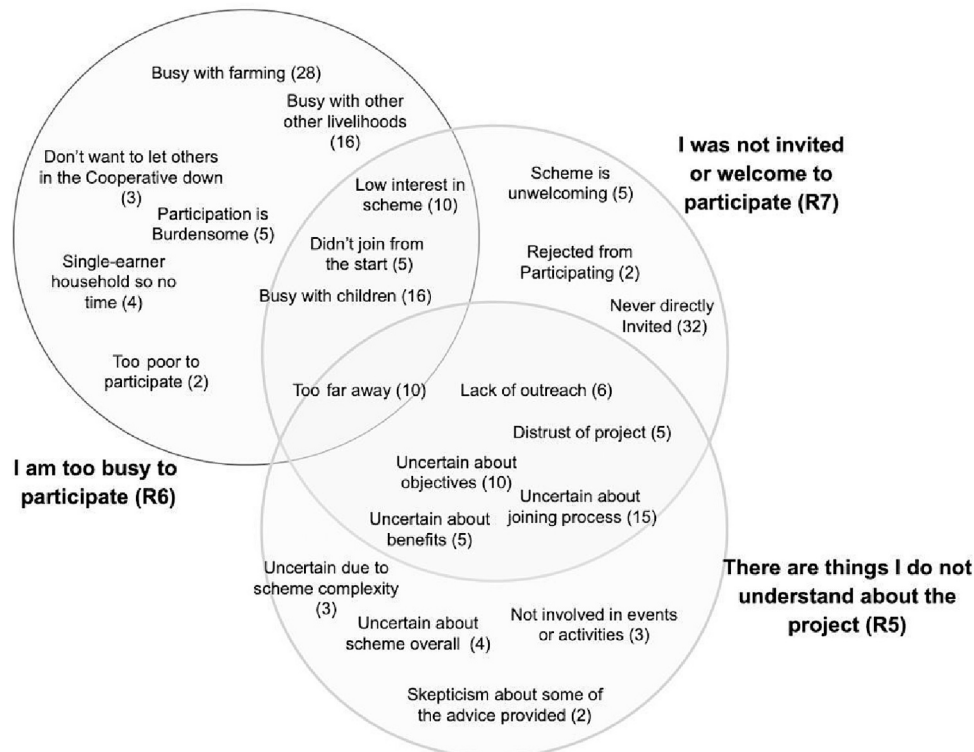 Busy with farming (28)
Busy with other
other livelihoods
(16)
Don't want to let others
in the Cooperative down
(3)
Participation is
Burdensome (5)
Single-earner
household so no
time (4)
Too poor to
participate (2)
I am too busy to
participate (R6)
Low interest in
scheme (10)
Didn't join from
the start (5)
Busy with children (16)
Too far away (10)
I was not invited
or welcome to
participate (R7)
Scheme is
unwelcoming (5)
Rejected from
Participating (2)
Never directly
Invited (32)
Lack of outreach (6)
Distrust of project (5)
Uncertain about
objectives (10)
Uncertain about
joining process (15)
Uncertain about
benefits (5)
Uncertain due to
scheme complexity
(3)
Uncertain about
scheme overall (4)
Not involved in events
or activities (3)
Skepticism about some of
the advice provided (2)
There are things I do not
understand about the
project (R5)